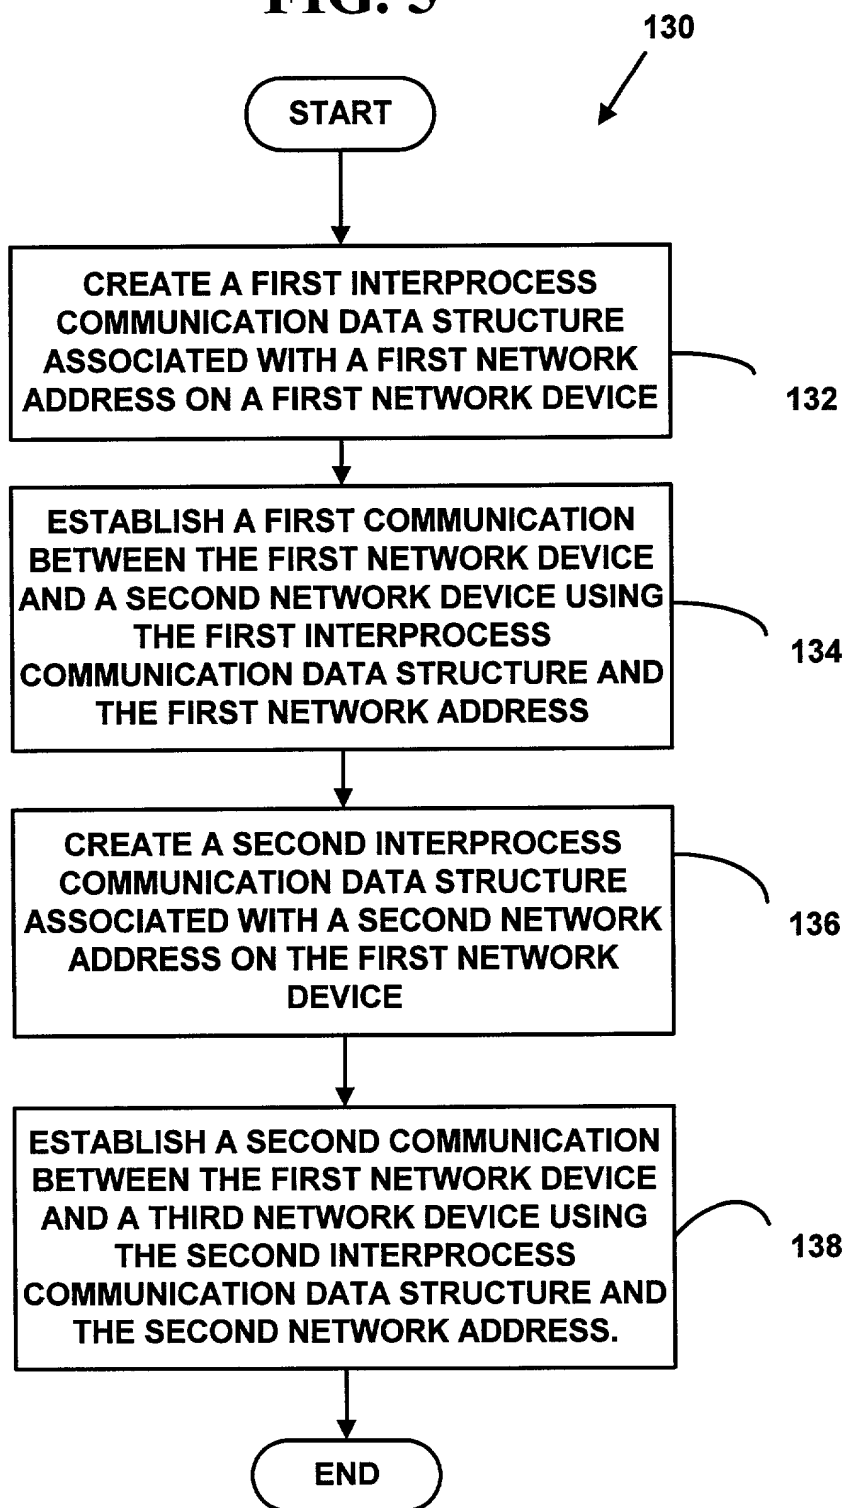 FIG. 5
130
START
CREATE A FIRST INTERPROCESS
COMMUNICATION DATA STRUCTURE
ASSOCIATED WITH A FIRST NETWORK
ADDRESS ON A FIRST NETWORK DEVICE
132
ESTABLISH A FIRST COMMUNICATION
BETWEEN THE FIRST NETWORK DEVICE
AND A SECOND NETWORK DEVICE USING
THE FIRST INTERPROCESS
COMMUNICATION DATA STRUCTURE AND
THE FIRST NETWORK ADDRESS
134
CREATE A SECOND INTERPROCESS
COMMUNICATION DATA STRUCTURE
ASSOCIATED WITH A SECOND NETWORK
ADDRESS ON THE FIRST NETWORK
DEVICE
136
ESTABLISH A SECOND COMMUNICATION
BETWEEN THE FIRST NETWORK DEVICE
AND A THIRD NETWORK DEVICE USING
THE SECOND INTERPROCESS
COMMUNICATION DATA STRUCTURE AND
THE SECOND NETWORK ADDRESS.
138
END